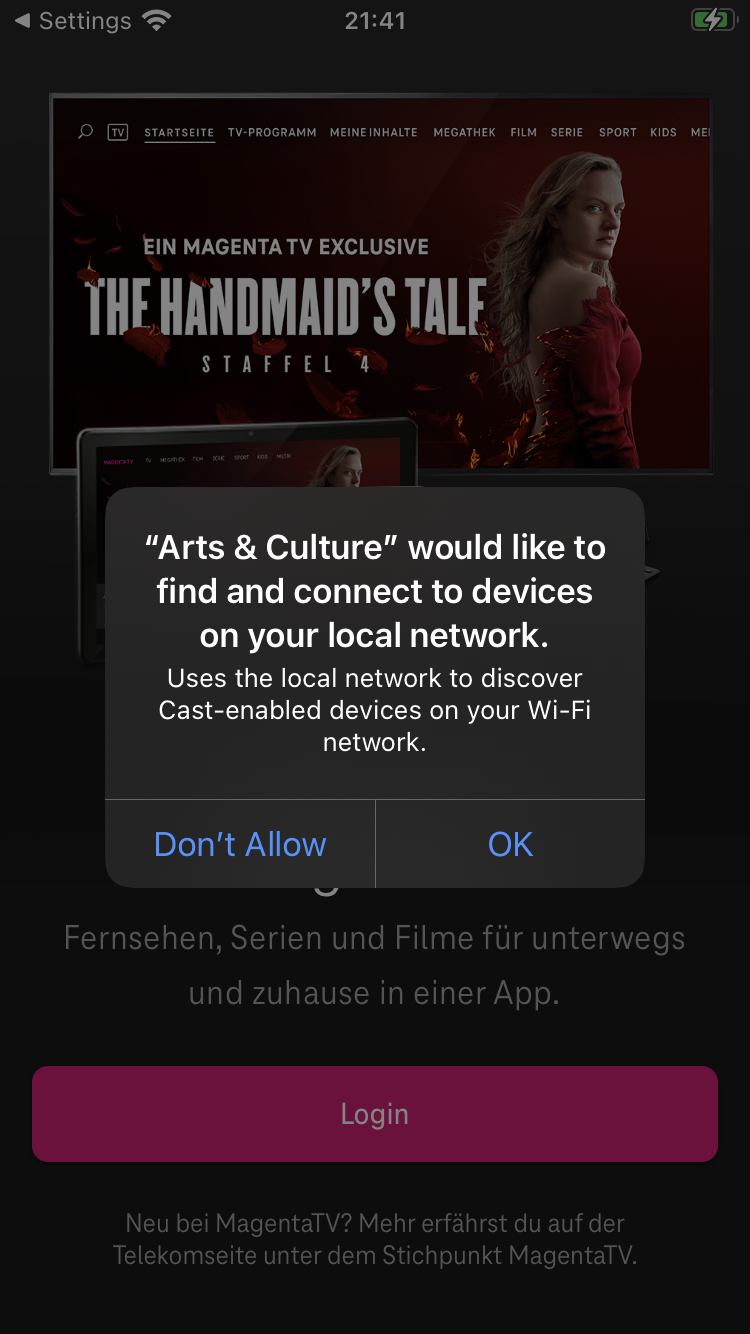 ◀ Settings 21:41
TV STARTSEITE TV-PROGRAMM MEINE INHALTE MEGATHEK FILM SERIE SPORT KIDS
EIN MAGENTA TV EXCLUSIVE
THE HANDMAID'S TALE
STAFFEL 4
MAGENTA TV TV MEGATHEK FILM SERIE SPORT KIDS MUSIK
“Arts & Culture” would like to
find and connect to devices
on your local network.
Uses the local network to discover
Cast-enabled devices on your Wi-Fi
network.
Don’t Allow OK
Fernsehen, Serien und Filme für unterwegs
und zuhause in einer App.
Login
Neu bei MagentaTV? Mehr erfährst du auf der
Telekomseite unter dem Stichpunkt MagentaTV.